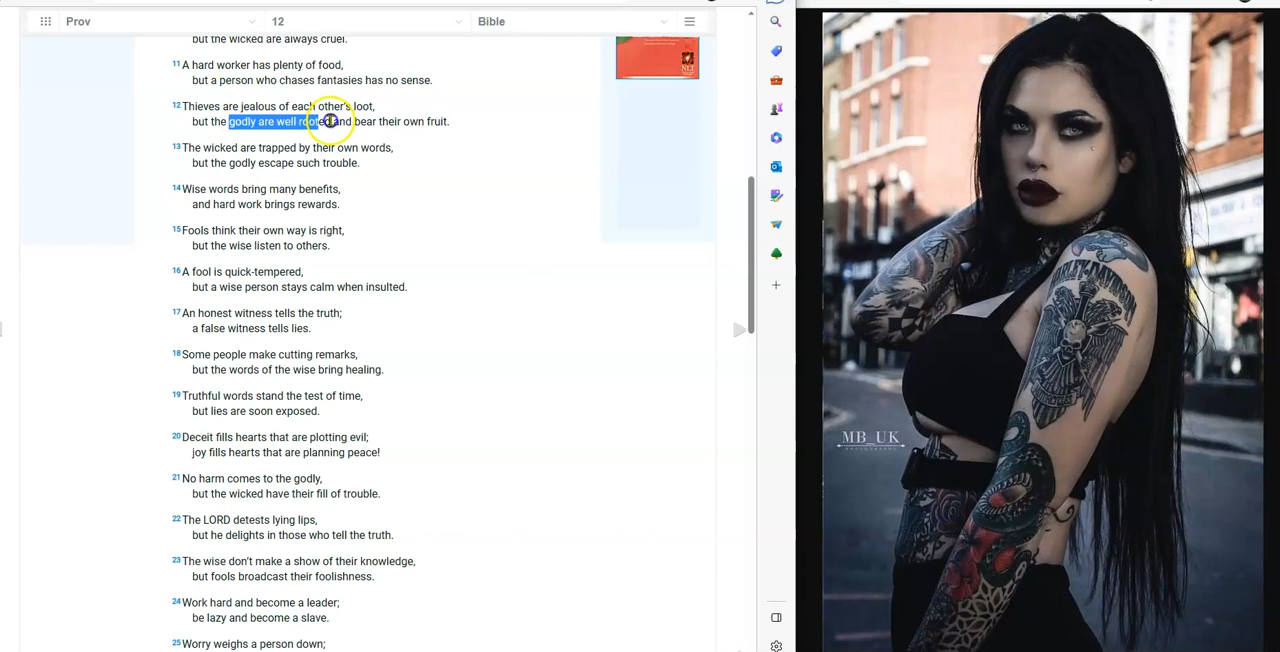 Prov
12
Bible
but the wicked are always cruel.
11 A hard worker has plenty of food,
but a person who chases fantasies has no sense.
12 Thieves are jealous of each other's loot,
but the godly are well rooted and bear their own fruit.
13 The wicked are trapped by their own words,
but the godly escape such trouble.
14 Wise words bring many benefits,
and hard work brings rewards.
15 Fools think their own way is right,
but the wise listen to others.
16 A fool is quick-tempered,
but a wise person stays calm when insulted.
17 An honest witness tells the truth;
a false witness tells lies.
18 Some people make cutting remarks,
but the words of the wise bring healing.
19 Truthful words stand the test of time,
but lies are soon exposed.
20 Deceit fills hearts that are plotting evil;
joy fills hearts that are planning peace!
21 No harm comes to the godly,
but the wicked have their fill of trouble.
22 The LORD detests lying lips,
but he delights in those who tell the truth.
23 The wise don’t make a show of their knowledge,
but fools broadcast their foolishness.
24 Work hard and become a leader;
be lazy and become a slave.
25 Worry weighs a person down;
NLT
HARLEY-DAVIDSON
MB_UK